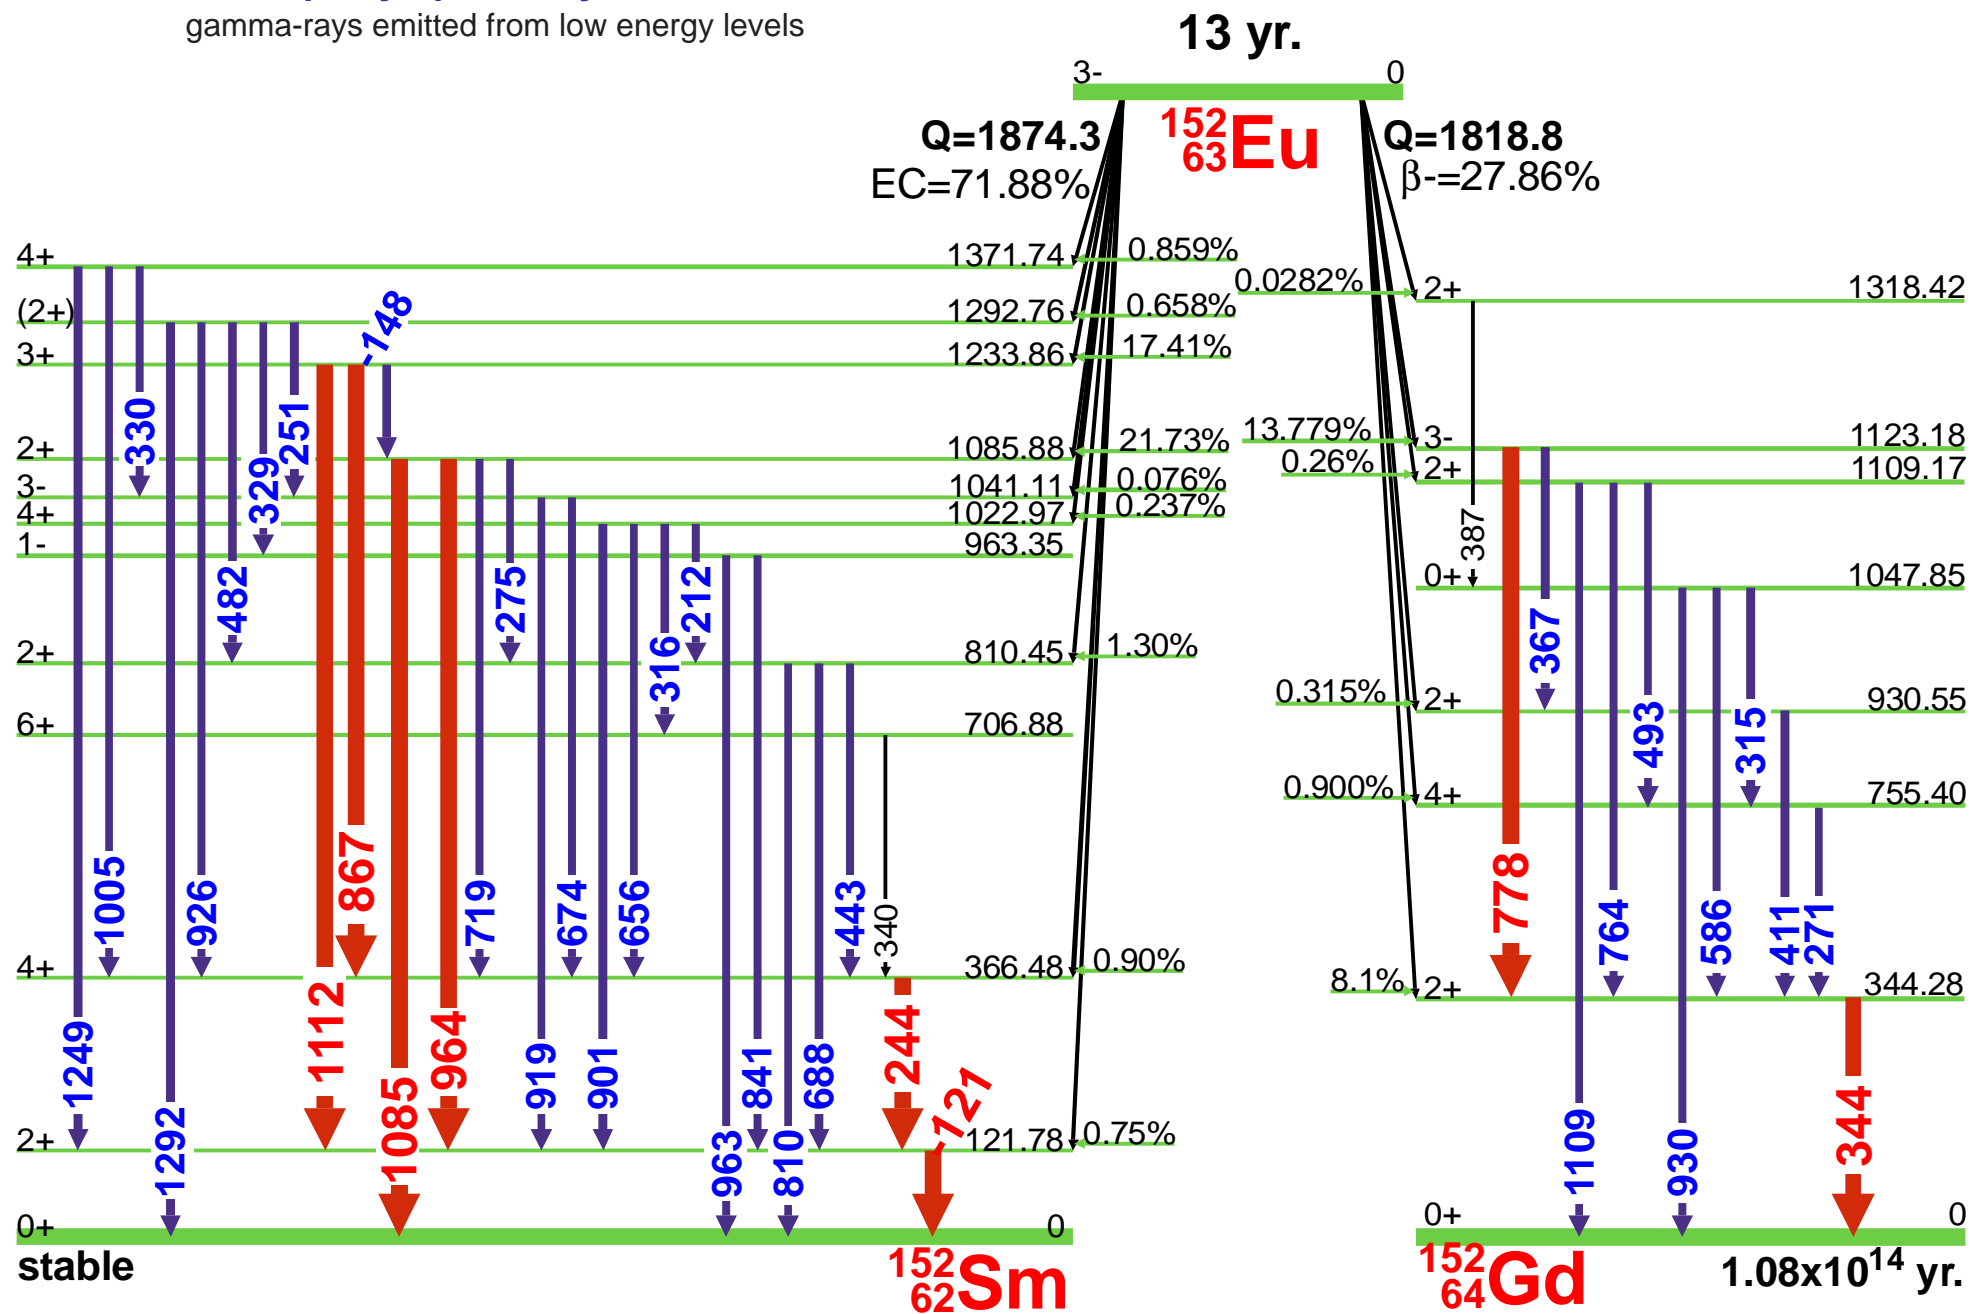 gamma-rays emitted from low energy levels
13 yr.
3- 0
152 63 Eu
Q=1874.3
EC=71.88%
Q=1818.8
β-=27.86%
4+ 1371.74 0.859%
(2+) 1292.76 0.658%
3+ 1233.86 17.41%
2+ 1085.88 21.73%
3- 1041.11 0.076%
4+ 1022.97 0.237%
1- 963.35
2+ 810.45 1.30%
6+ 706.88
4+ 366.48 0.90%
2+ 121.78 0.75%
0+ 0
1249
1005
330
1292
926
482
329
251
1112
867
-148
1085
964
719
275
919
674
901
656
316
212
963
841
810
688
443
340
244
-121
stable
152 62 Sm
0.0282% 2+ 1318.42
13.779% 3- 1123.18
0.26% 2+ 1109.17
0+ 1047.85
0.315% 2+ 930.55
0.900% 4+ 755.40
8.1% 2+ 344.28
0+ 0
387
778
367
1109
764
493
930
586
315
411
271
344
152 64 Gd
1.08x10^14 yr.